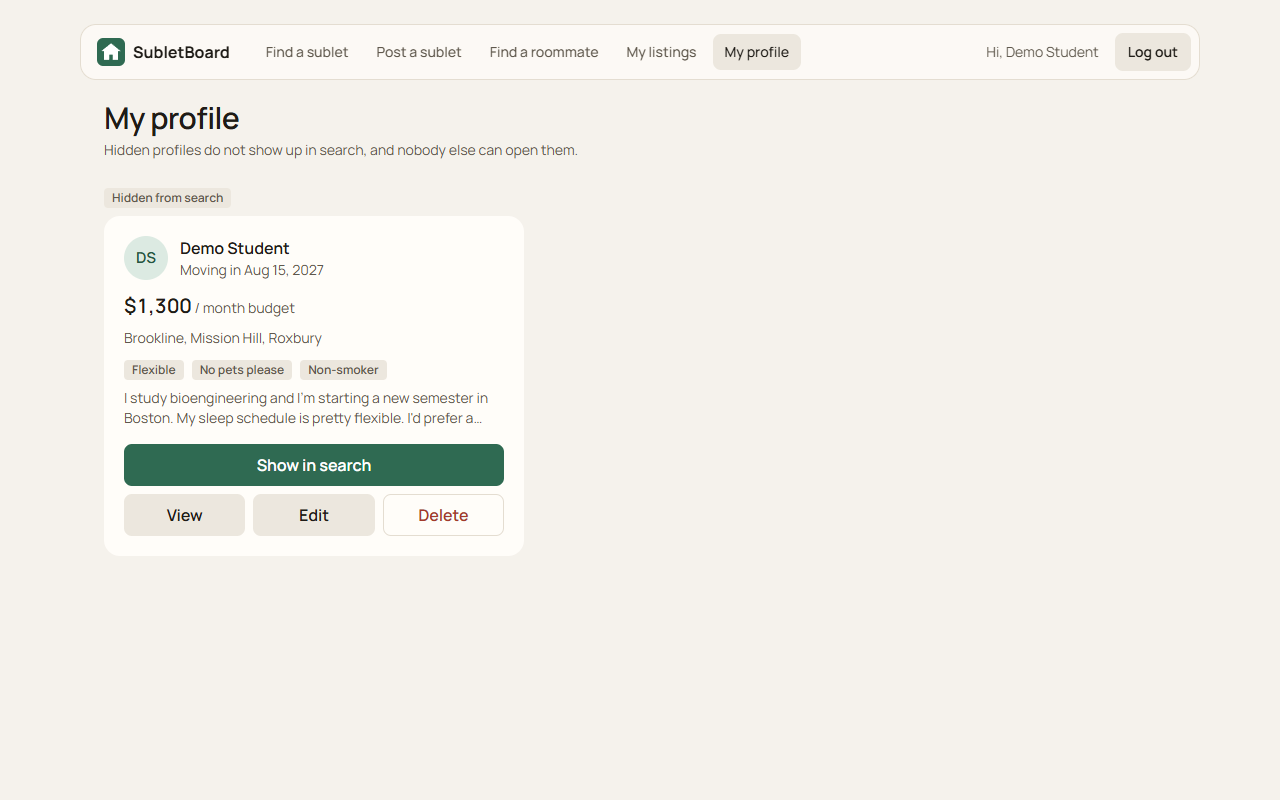 SubletBoard Find a sublet Post a sublet Find a roommate My listings My profile Hi, Demo Student Log out
My profile
Hidden profiles do not show up in search, and nobody else can open them.
Hidden from search
DS
Demo Student
Moving in Aug 15, 2027
$1,300 / month budget
Brookline, Mission Hill, Roxbury
Flexible No pets please Non-smoker
I study bioengineering and I'm starting a new semester in
Boston. My sleep schedule is pretty flexible. I'd prefer a…
Show in search
View Edit Delete